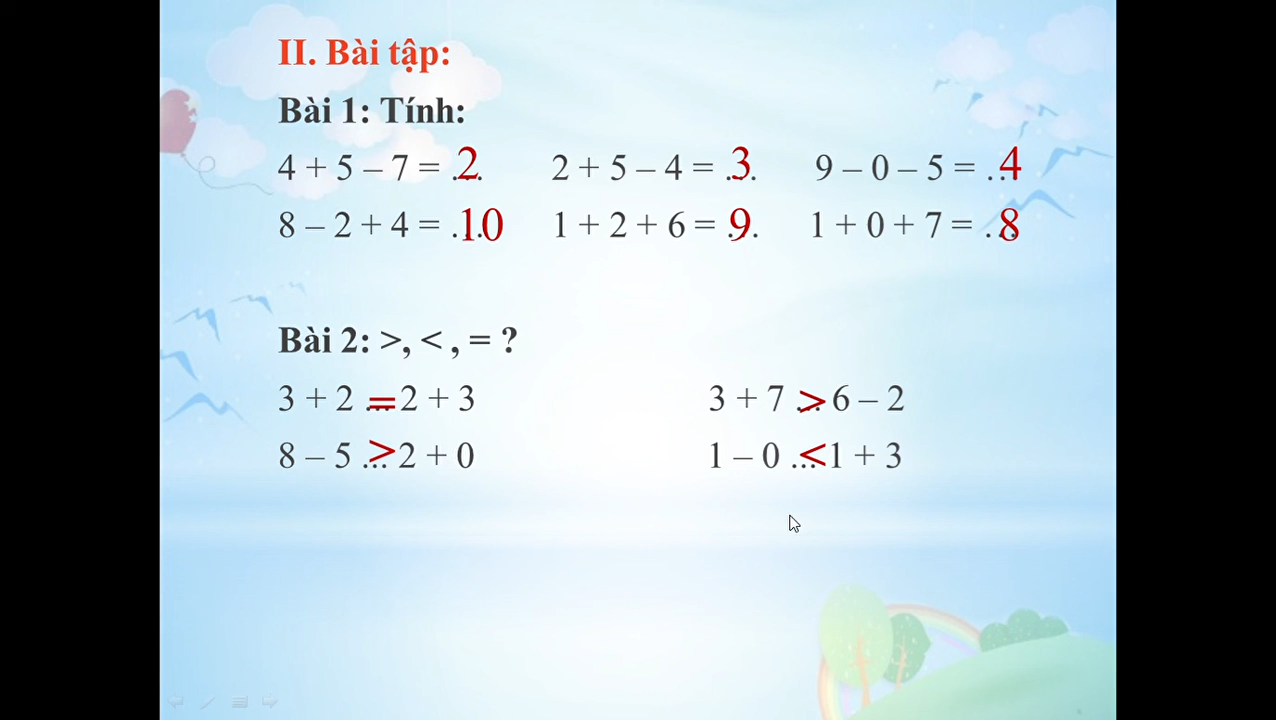 II. Bài tập:
Bài 1: Tính:
4 + 5 – 7 = 2 2 + 5 – 4 = 3 9 – 0 – 5 = 4
8 – 2 + 4 = 10 1 + 2 + 6 = 9 1 + 0 + 7 = 8
Bài 2: >, < , = ?
3 + 2 = 2 + 3 3 + 7 > 6 – 2
8 – 5 > 2 + 0 1 – 0 < 1 + 3